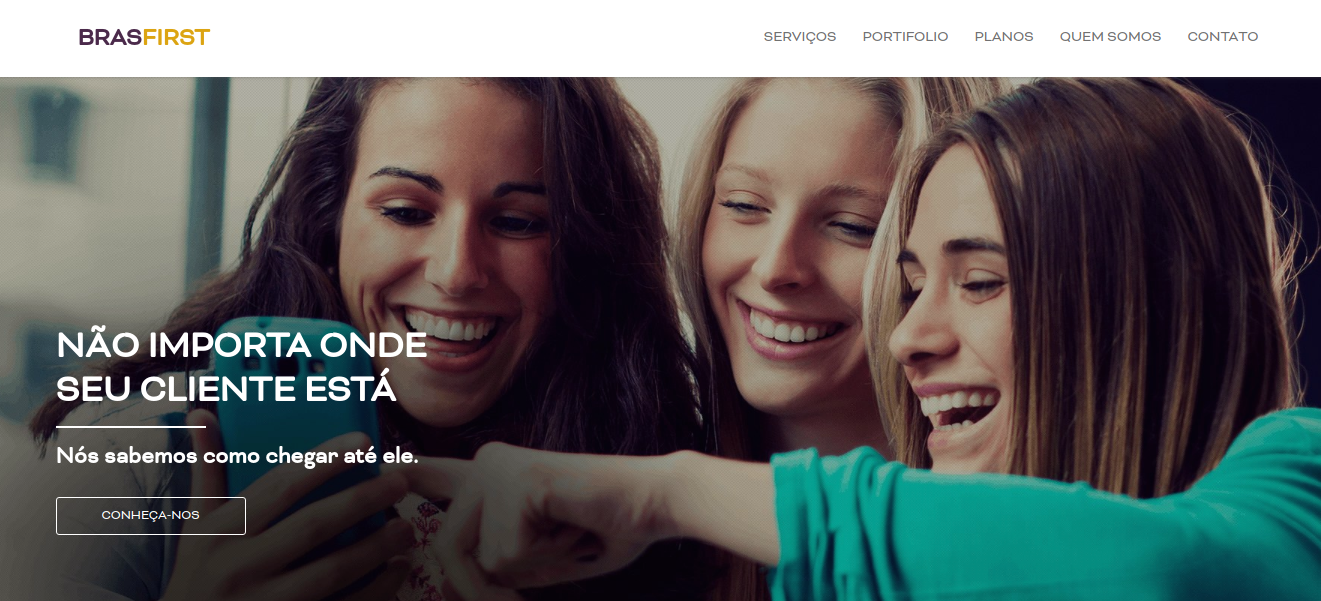 BRASFIRST
SERVIÇOS PORTIFOLIO PLANOS QUEM SOMOS CONTATO
NÃO IMPORTA ONDE
SEU CLIENTE ESTÁ
Nós sabemos como chegar até ele.
CONHEÇA-NOS